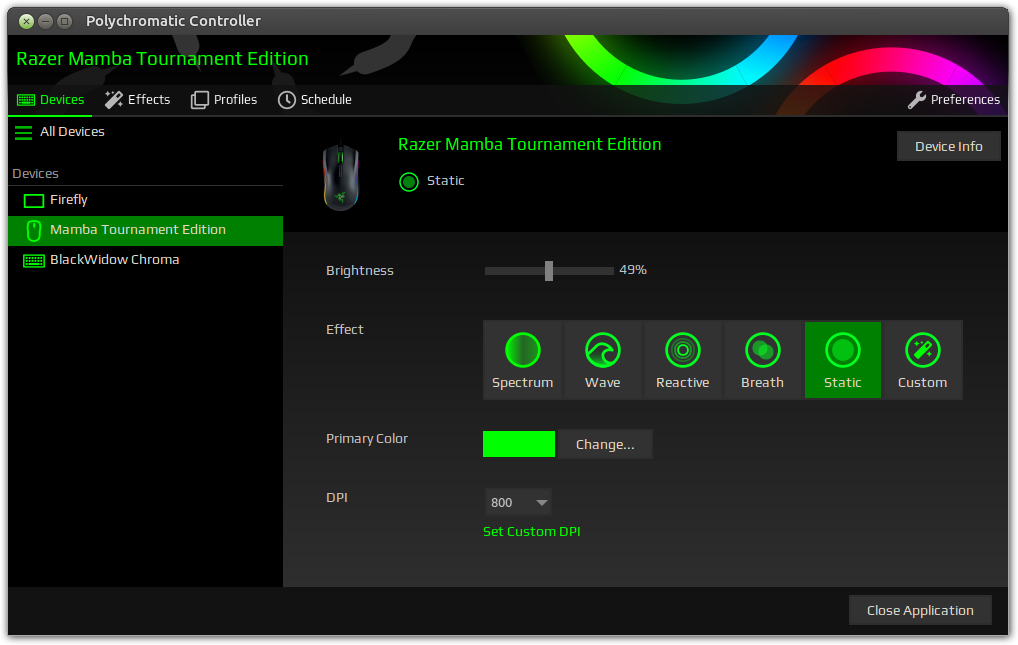 Polychromatic Controller
Razer Mamba Tournament Edition
Devices Effects Profiles Schedule Preferences
All Devices
Devices
Firefly
Mamba Tournament Edition
BlackWidow Chroma
Razer Mamba Tournament Edition
Device Info
Static
Brightness 49%
Effect
Spectrum Wave Reactive Breath Static Custom
Primary Color Change...
DPI 800
Set Custom DPI
Close Application